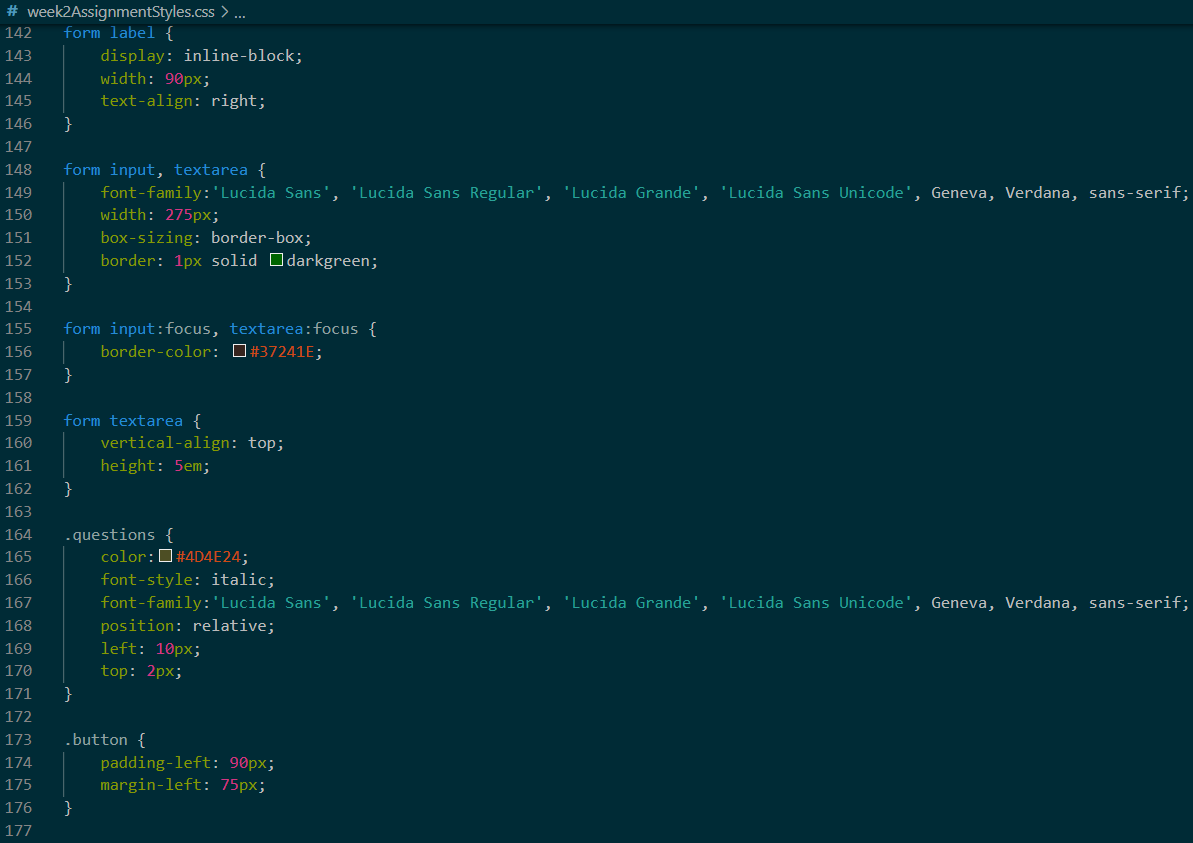 # week2AssignmentStyles.css > ...
142 form label {
143     display: inline-block;
144     width: 90px;
145     text-align: right;
146 }
147
148 form input, textarea {
149     font-family:'Lucida Sans', 'Lucida Sans Regular', 'Lucida Grande', 'Lucida Sans Unicode', Geneva, Verdana, sans-serif;
150     width: 275px;
151     box-sizing: border-box;
152     border: 1px solid darkgreen;
153 }
154
155 form input:focus, textarea:focus {
156     border-color: #37241E;
157 }
158
159 form textarea {
160     vertical-align: top;
161     height: 5em;
162 }
163
164 .questions {
165     color:#4D4E24;
166     font-style: italic;
167     font-family:'Lucida Sans', 'Lucida Sans Regular', 'Lucida Grande', 'Lucida Sans Unicode', Geneva, Verdana, sans-serif;
168     position: relative;
169     left: 10px;
170     top: 2px;
171 }
172
173 .button {
174     padding-left: 90px;
175     margin-left: 75px;
176 }
177